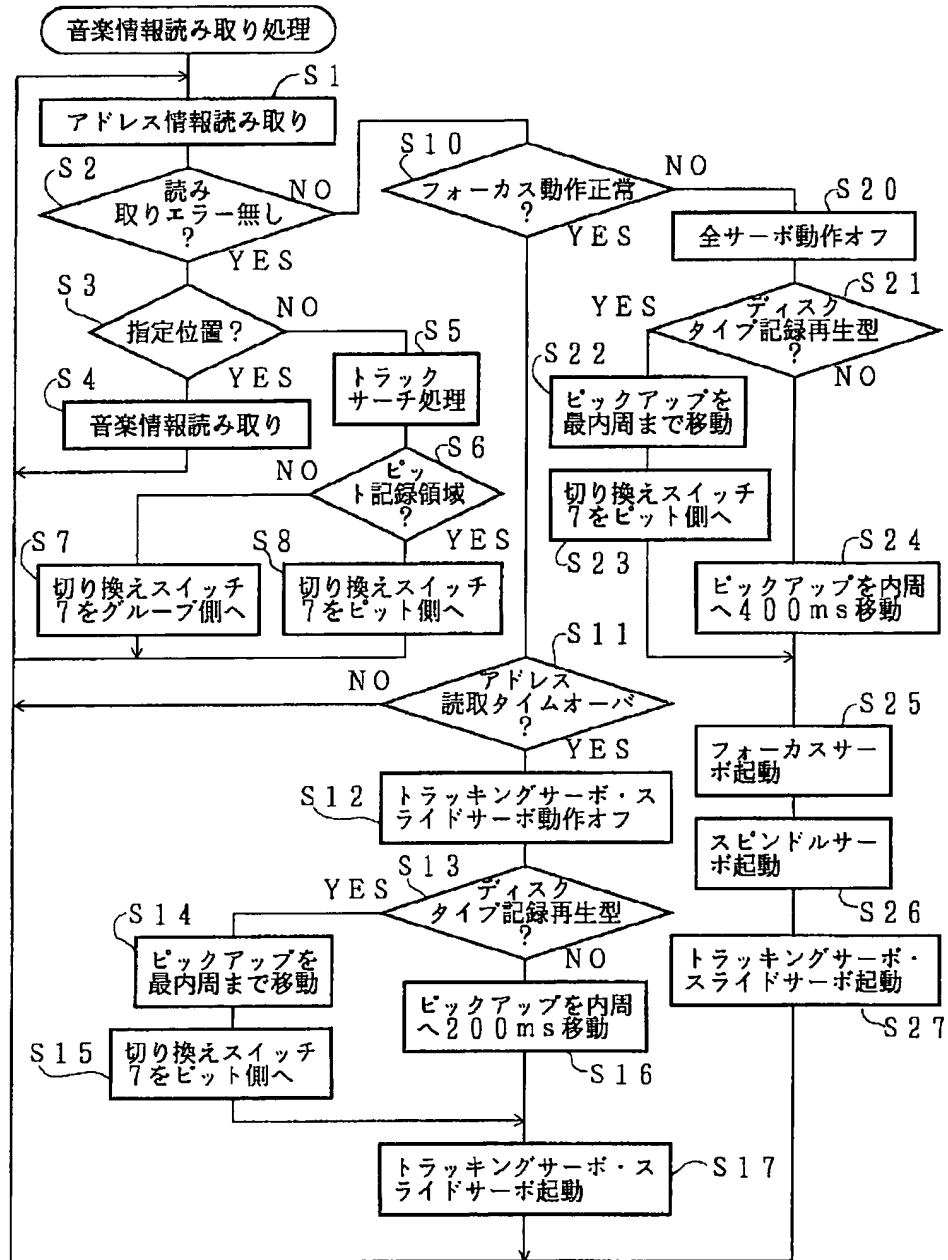 音楽情報読み取り処理
S1
アドレス情報読み取り
S2
読み
取りエラー無し
?
NO
YES
S3
指定位置?
NO
YES
S4
音楽情報読み取り
S5
トラック
サーチ処理
S6
ピッ
ト記録領域
?
NO
YES
S7
切り換えスイッチ
7をグルーブ側へ
S8
切り換えスイッチ
7をピット側へ
S10
フォーカス動作正常
?
NO
YES
S20
全サーボ動作オフ
S21
ディスク
タイプ記録再生型
?
YES
NO
S22
ピックアップを
最内周まで移動
切り換えスイッチ
7をピット側へ
S23
S24
ピックアップを内周
へ400ms移動
S11
アドレス
読取タイムオーバ
?
NO
YES
S12
トラッキングサーボ・ス
ライドサーボ動作オフ
S13
ディスク
タイプ記録再生型
?
YES
NO
S14
ピックアップを
最内周まで移動
S15
切り換えスイッチ
7をピット側へ
ピックアップを内周
へ200ms移動
S16
トラッキングサーボ・ス
ライドサーボ起動
S17
S25
フォーカスサー
ボ起動
スピンドルサー
ボ起動
S26
トラッキングサーボ・
スライドサーボ起動
S27